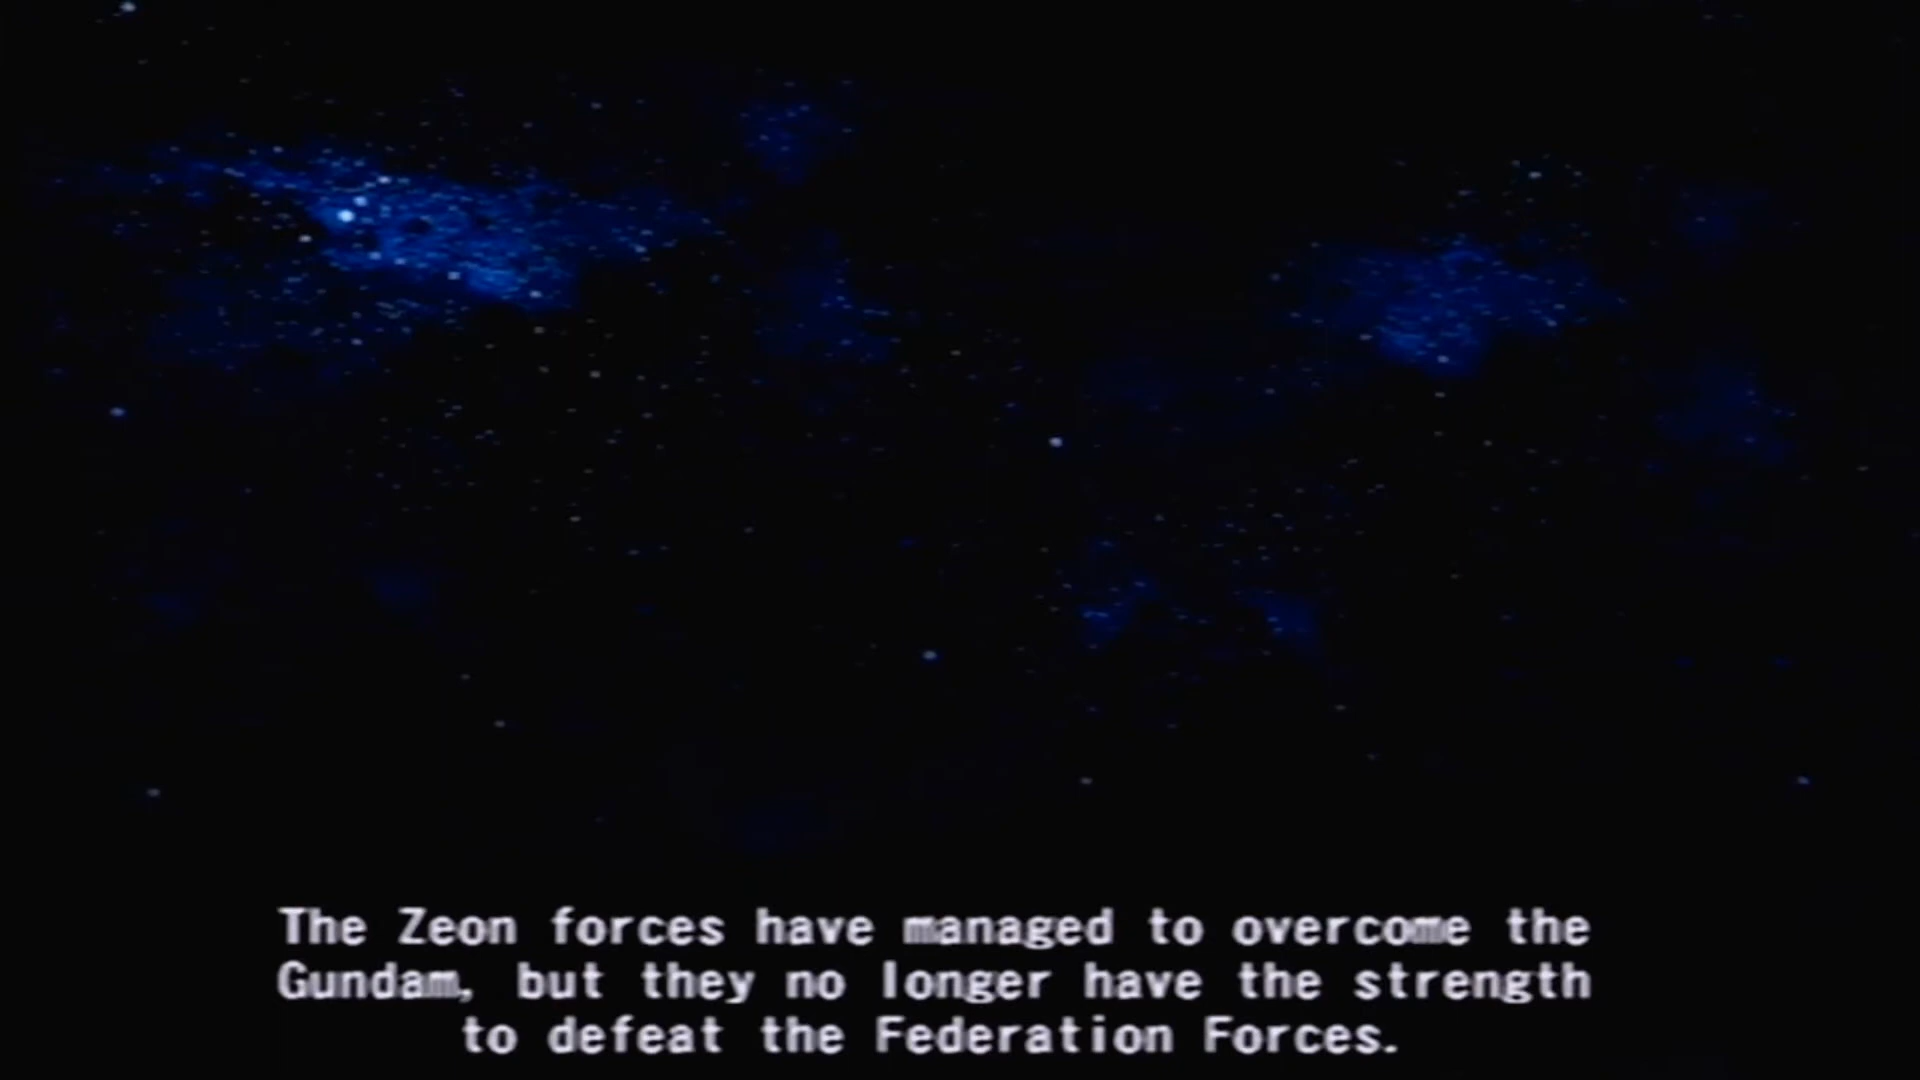 The Zeon forces have managed to overcome the
Gundam, but they no longer have the strength
to defeat the Federation Forces.